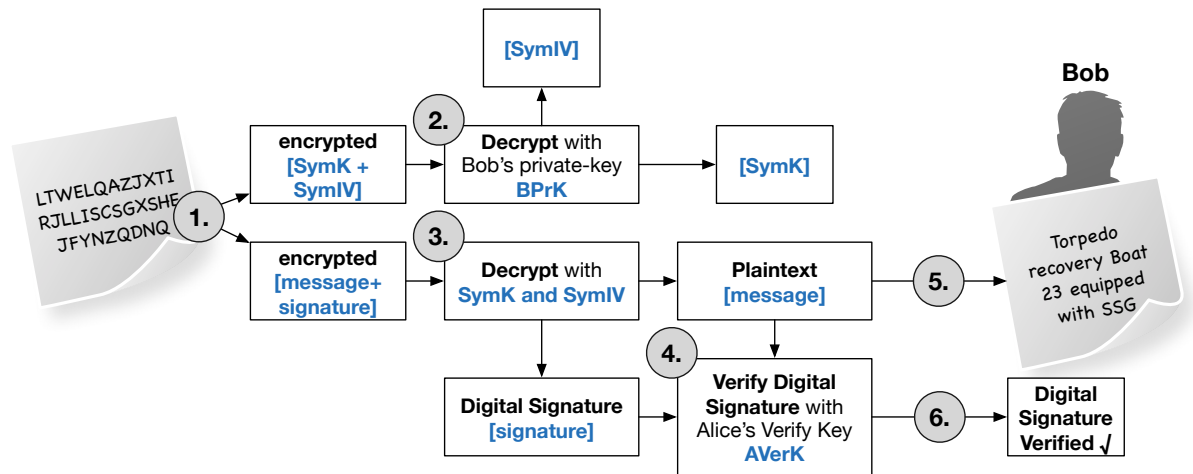 [SymIV]
Bob
2.
encrypted
[SymK +
SymIV]
Decrypt with
Bob's private-key
BPrK
[SymK]
LTWELQAZJXTI
RJLLISCSGXSHE
JFYNZQDNQ
1.
3.
encrypted
[message+
signature]
Decrypt with
SymK and SymIV
Plaintext
[message]
5.
Torpedo
recovery Boat
23 equipped
with SSG
4.
Digital Signature
[signature]
Verify Digital
Signature with
Alice's Verify Key
AVerK
6.
Digital
Signature
Verified √